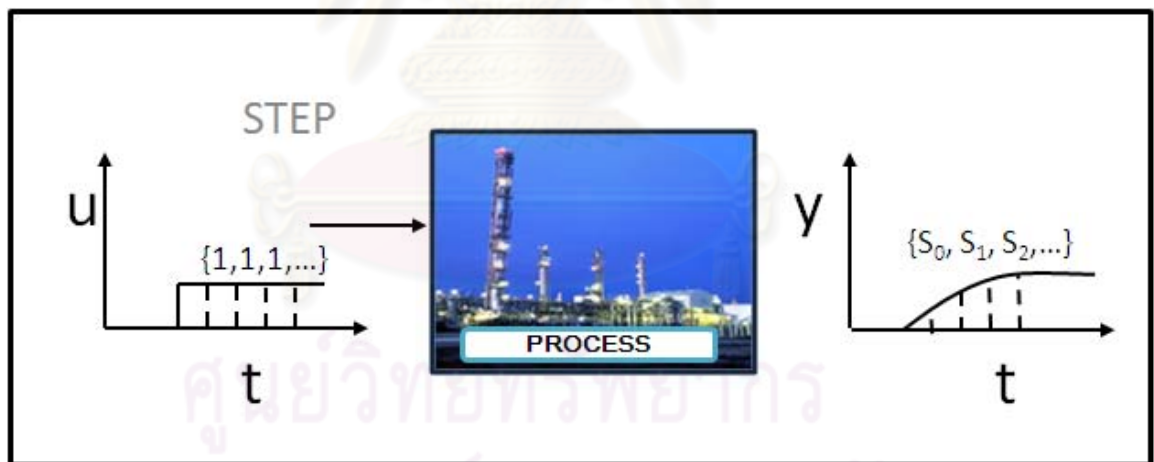 STEP
u
{1,1,1,...}
t
PROCESS
y
{S₀, S₁, S₂,...}
t
ศูนย์วิทยทรัพยากร